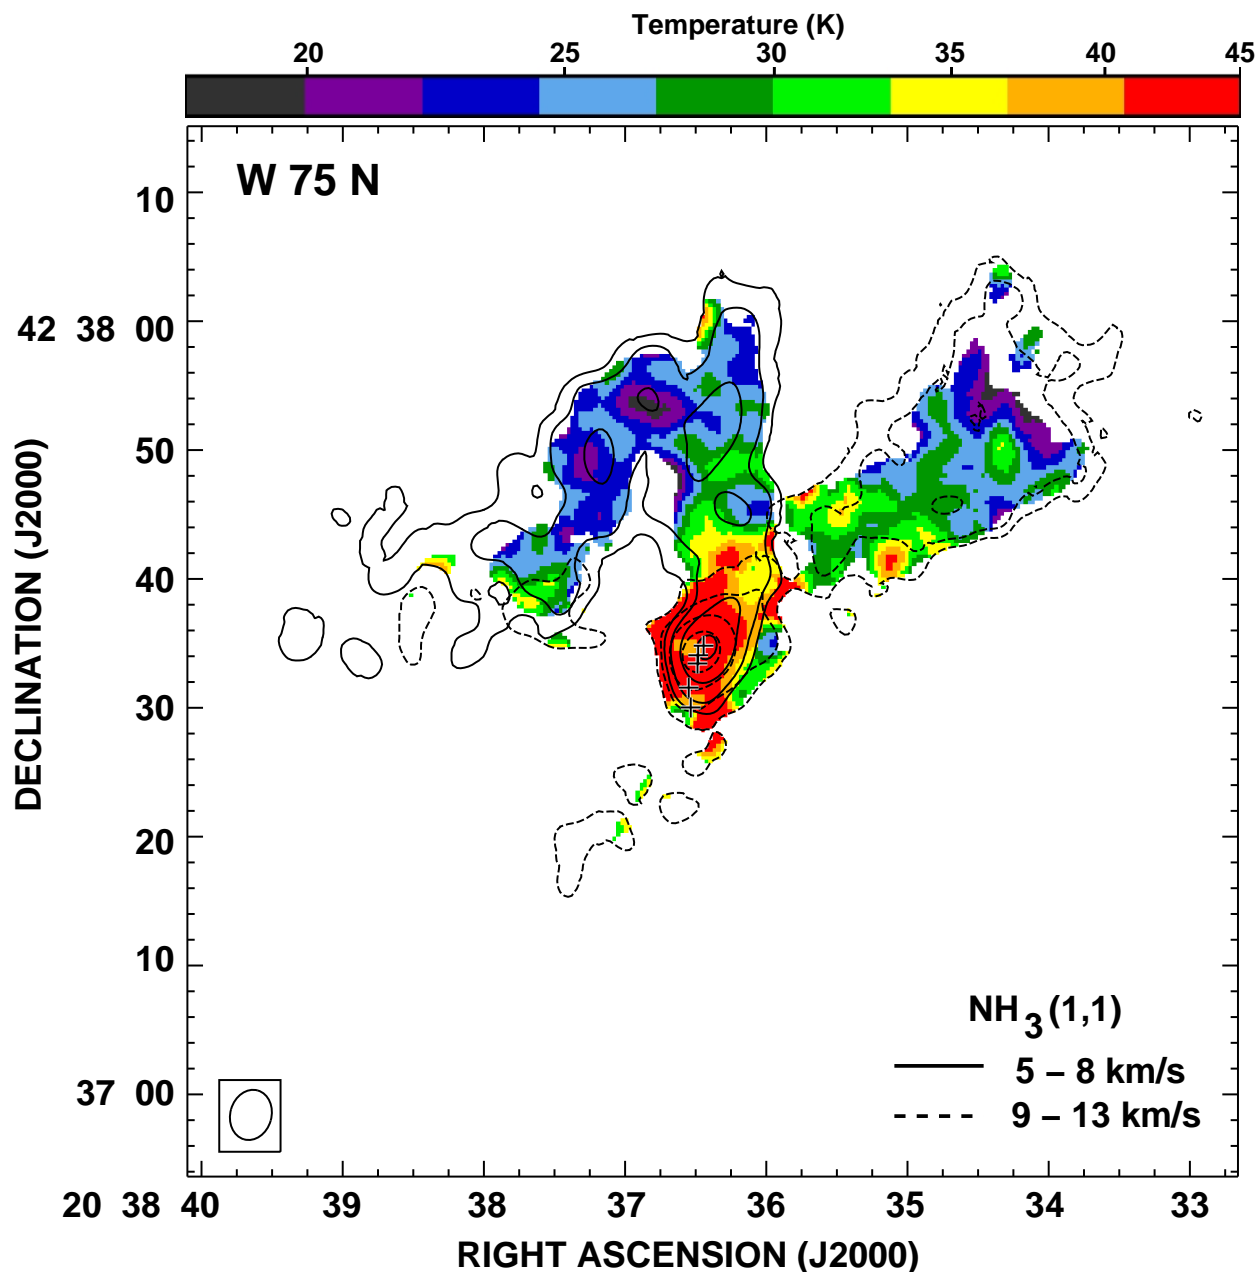 Temperature (K)
20 25 30 35 40 45
W 75 N
10
42 38 00
50
40
30
20
10
37 00
DECLINATION (J2000)
NH3(1,1)
5 – 8 km/s
9 – 13 km/s
20 38 40 39 38 37 36 35 34 33
RIGHT ASCENSION (J2000)